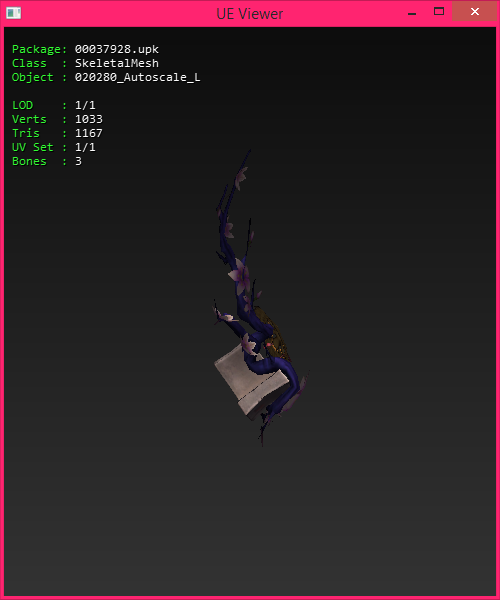 UE Viewer
Package: 00037928.upk
Class : SkeletalMesh
Object : 020280_Autoscale_L
LOD : 1/1
Verts : 1033
Tris : 1167
UV Set : 1/1
Bones : 3